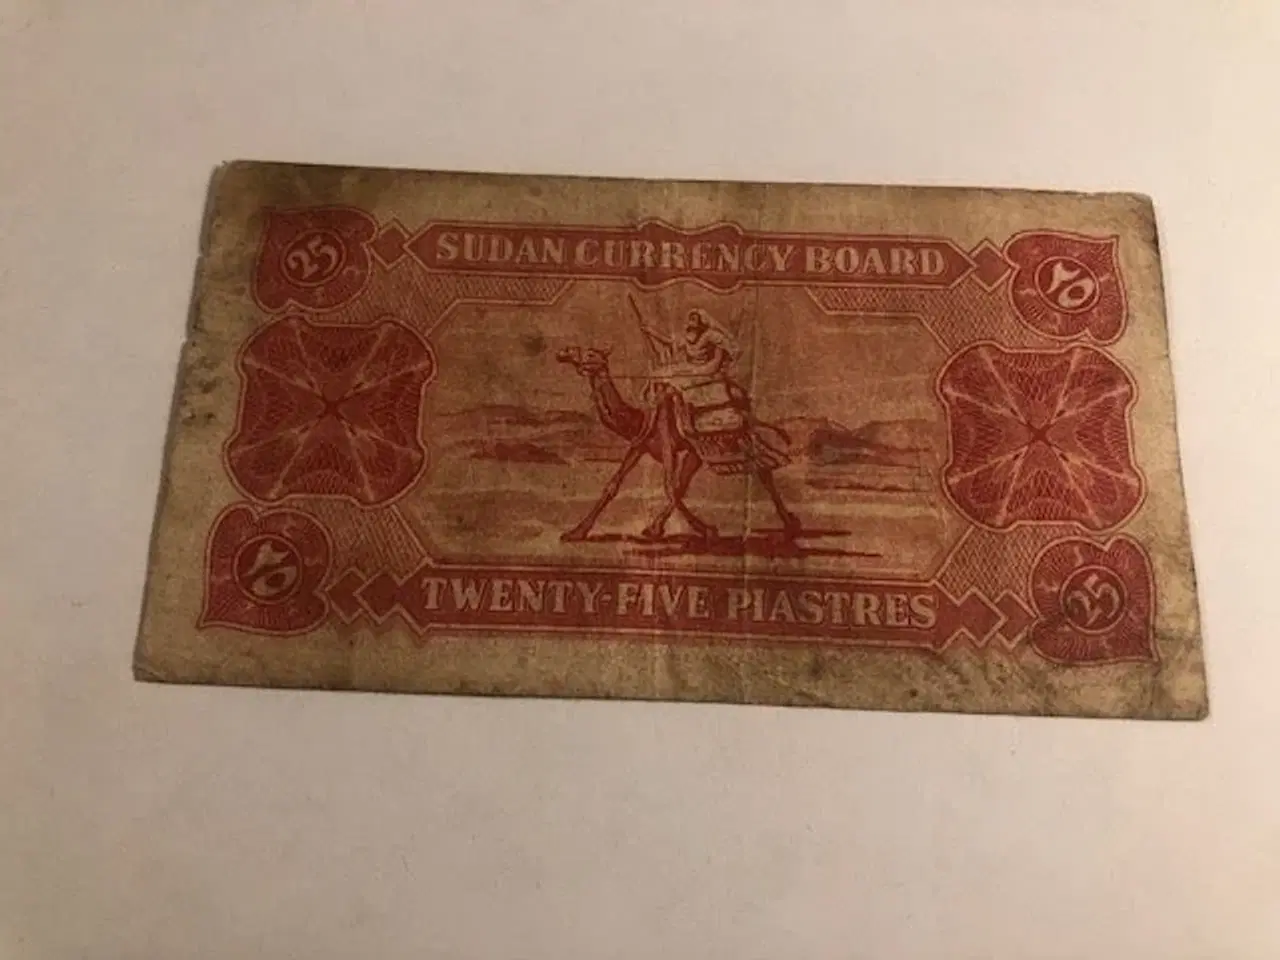 25 SUDAN CURRENCY BOARD ٢٥
٢٥ TWENTY-FIVE PIASTRES 25